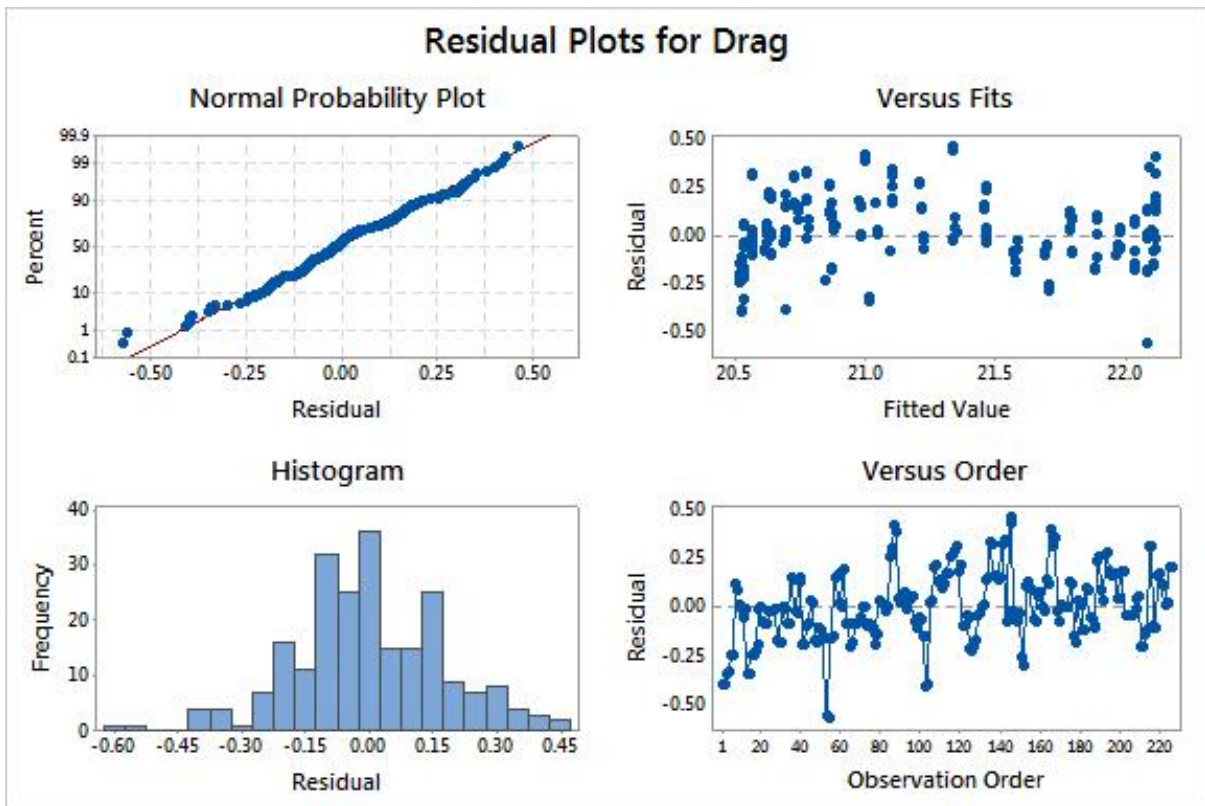 Residual Plots for Drag
Normal Probability Plot
99.9
99
90
50
10
1
0.1
Percent
-0.50 -0.25 0.00 0.25 0.50
Residual
Versus Fits
0.50
0.25
0.00
-0.25
-0.50
Residual
20.5 21.0 21.5 22.0
Fitted Value
Histogram
40
30
20
10
0
Frequency
-0.60 -0.45 -0.30 -0.15 0.00 0.15 0.30 0.45
Residual
Versus Order
0.50
0.25
0.00
-0.25
-0.50
Residual
1 20 40 60 80 100 120 140 160 180 200 220
Observation Order